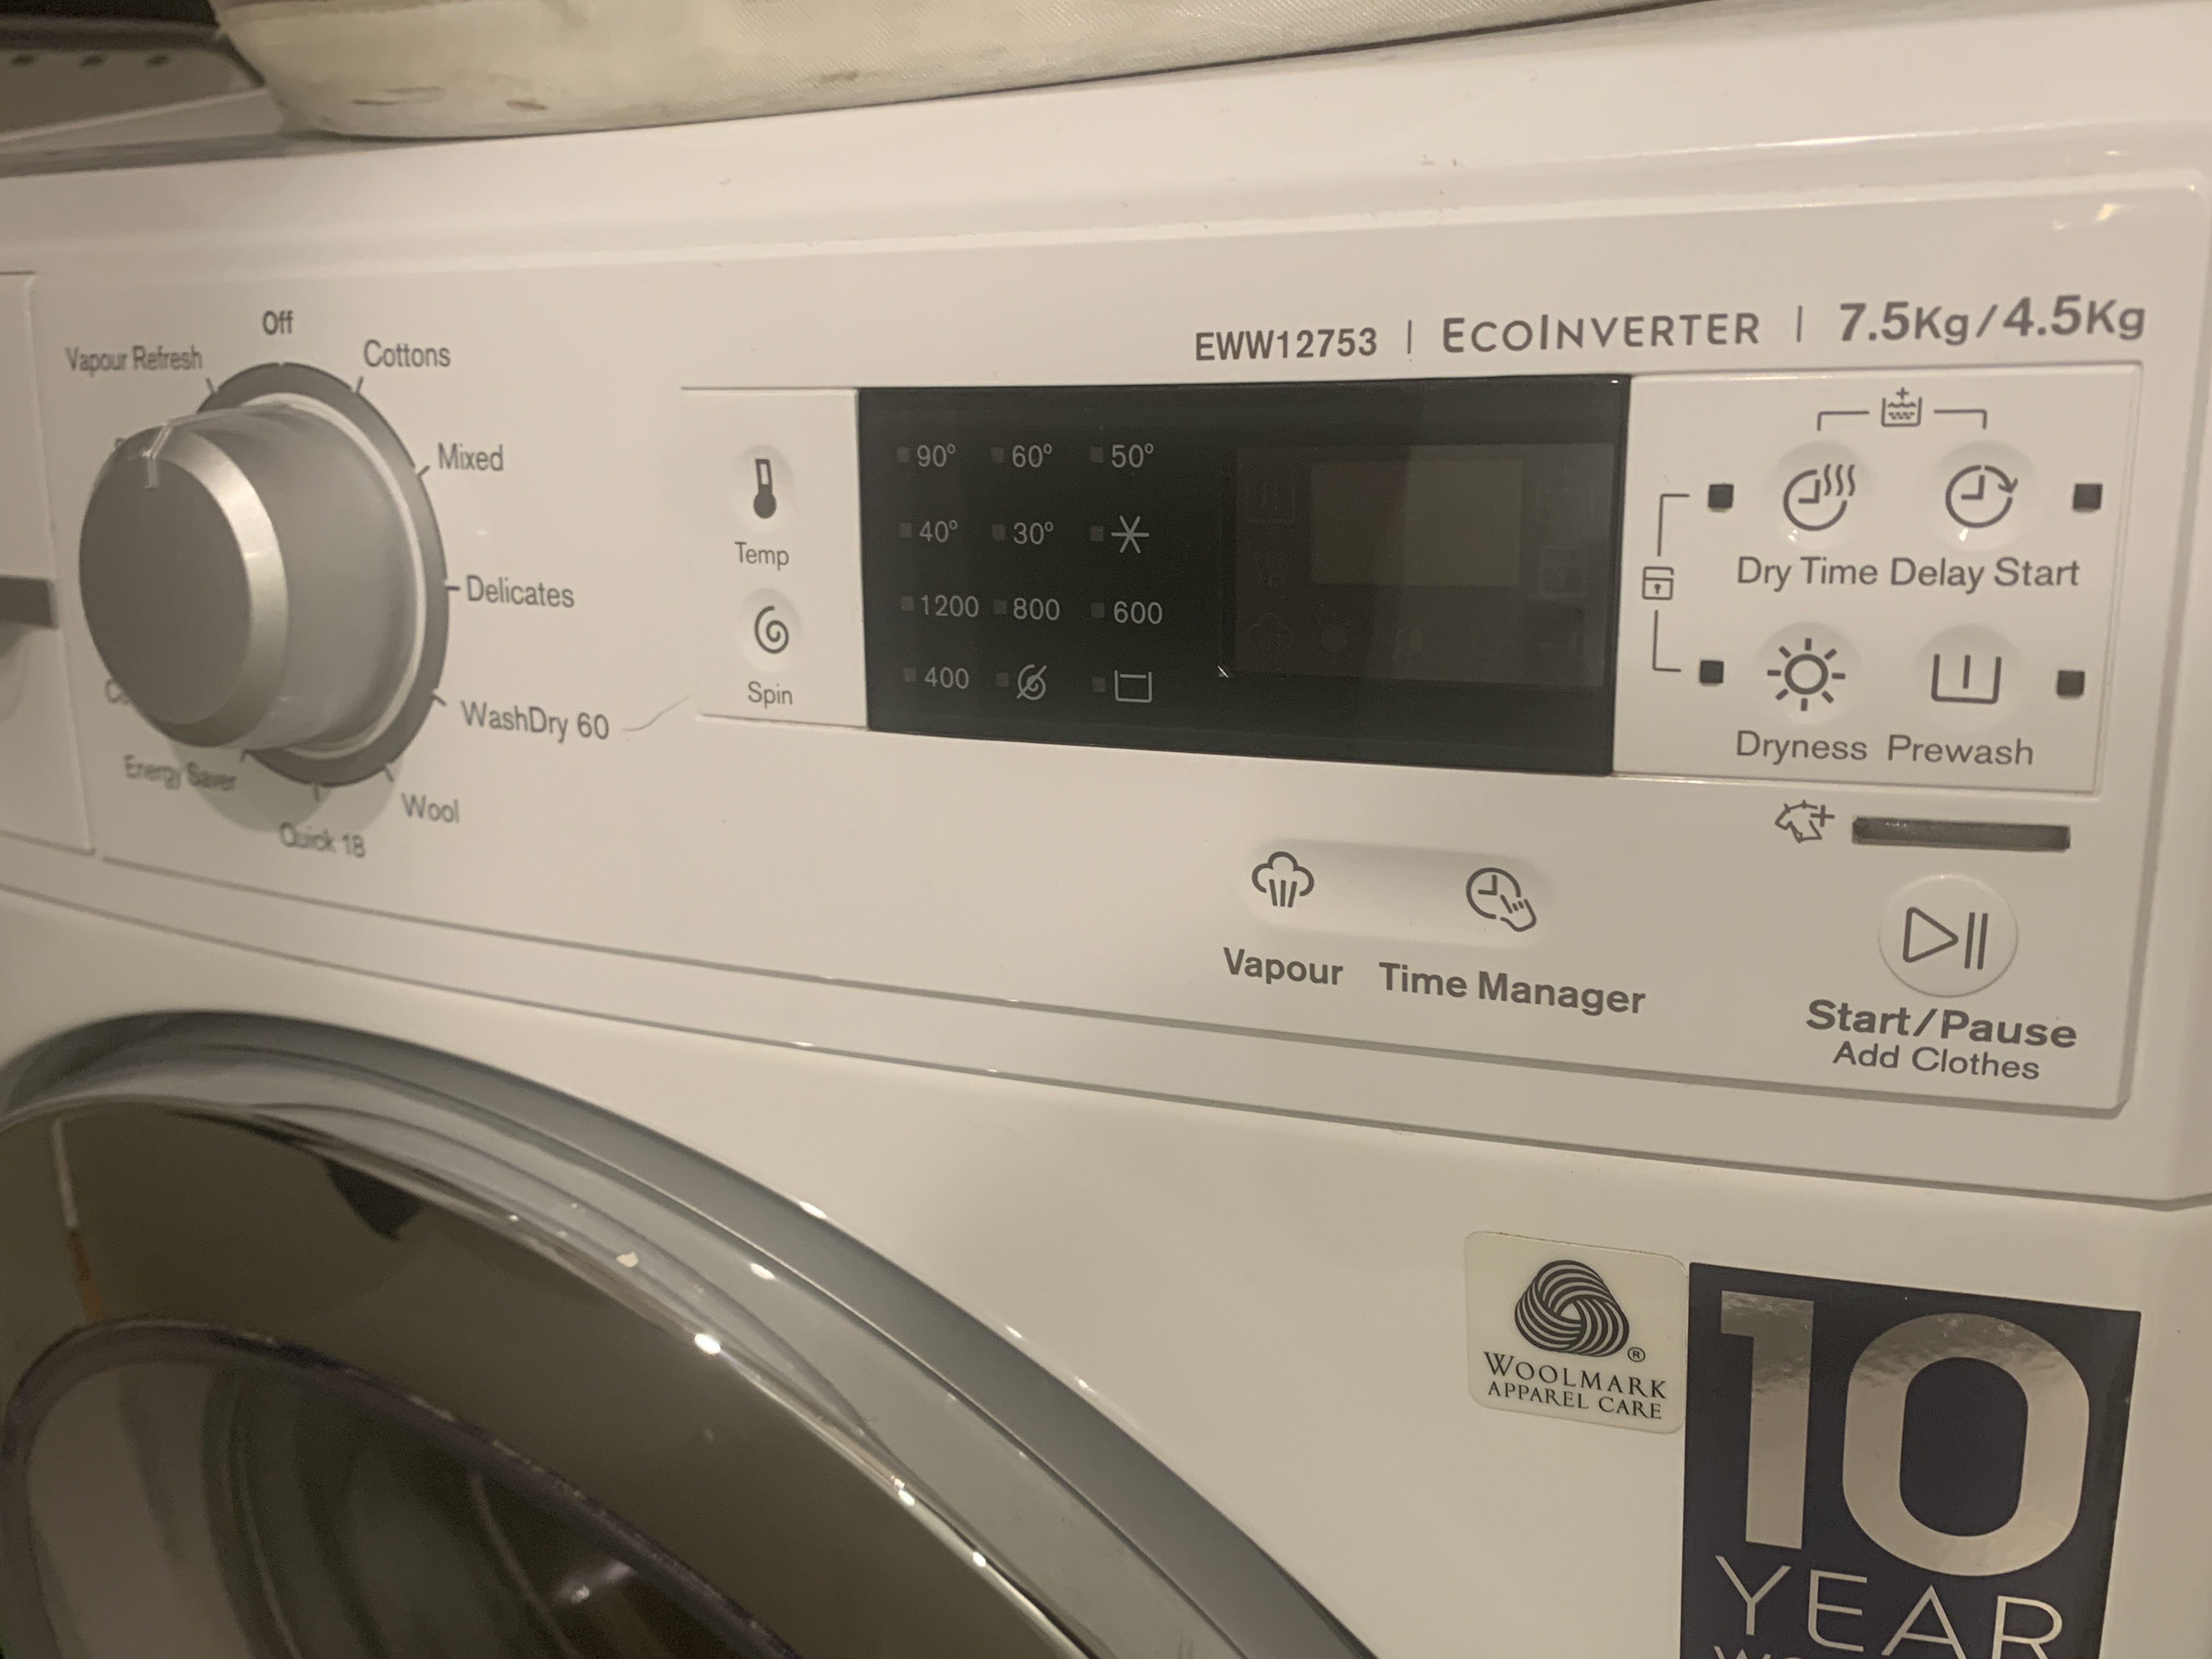 EWW12753 | ECOINVERTER | 7.5Kg/4.5Kg
Off
Vapour Refresh
Cottons
Mixed
Delicates
WashDry 60
Wool
Quick 18
Energy Saver
Temp
Spin
90° 60° 50°
40° 30°
1200 800 600
400
Dry Time Delay Start
Dryness Prewash
Vapour Time Manager
Start/Pause
Add Clothes
WOOLMARK
APPAREL CARE
10
YEAR